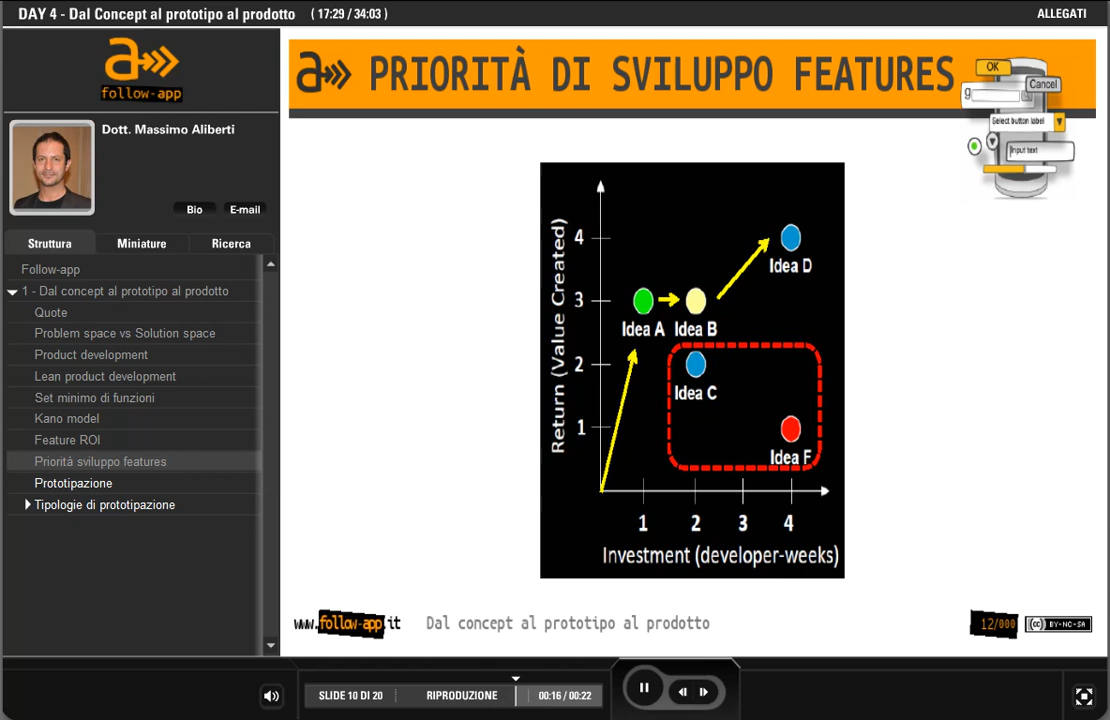 DAY 4 - Dal Concept al prototipo al prodotto ( 17:29 / 34:03 )
ALLEGATI
a
follow-app
Dott. Massimo Aliberti
Bio
E-mail
Struttura
Miniature
Ricerca
Follow-app
1 - Dal concept al prototipo al prodotto
Quote
Problem space vs Solution space
Product development
Lean product development
Set minimo di funzioni
Kano model
Feature ROI
Priorità sviluppo features
Prototipazione
Tipologie di prototipazione
a PRIORITÀ DI SVILUPPO FEATURES
OK
Cancel
g
Select button label
Input text
Return (Value Created)
4
3
2
1
Idea D
Idea A
Idea B
Idea C
Idea F
1 2 3 4
Investment (developer-weeks)
www.follow-app.it
Dal concept al prototipo al prodotto
12/000
(cc) BY-NC-SA
SLIDE 10 DI 20
RIPRODUZIONE
00:16 / 00:22